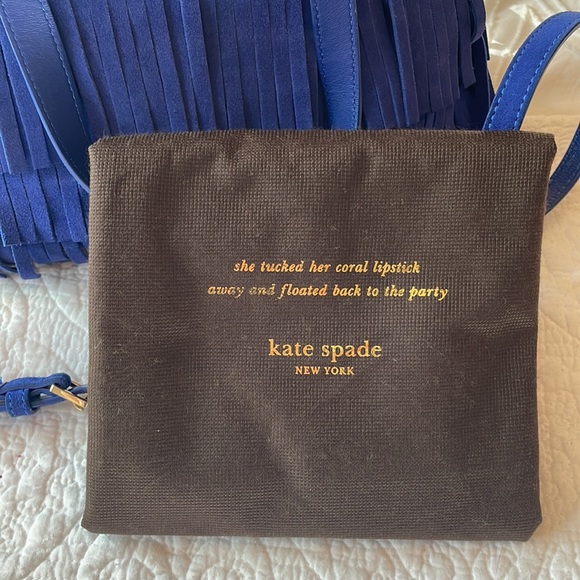 she tucked her coral lipstick
away and floated back to the party
kate spade
NEW YORK